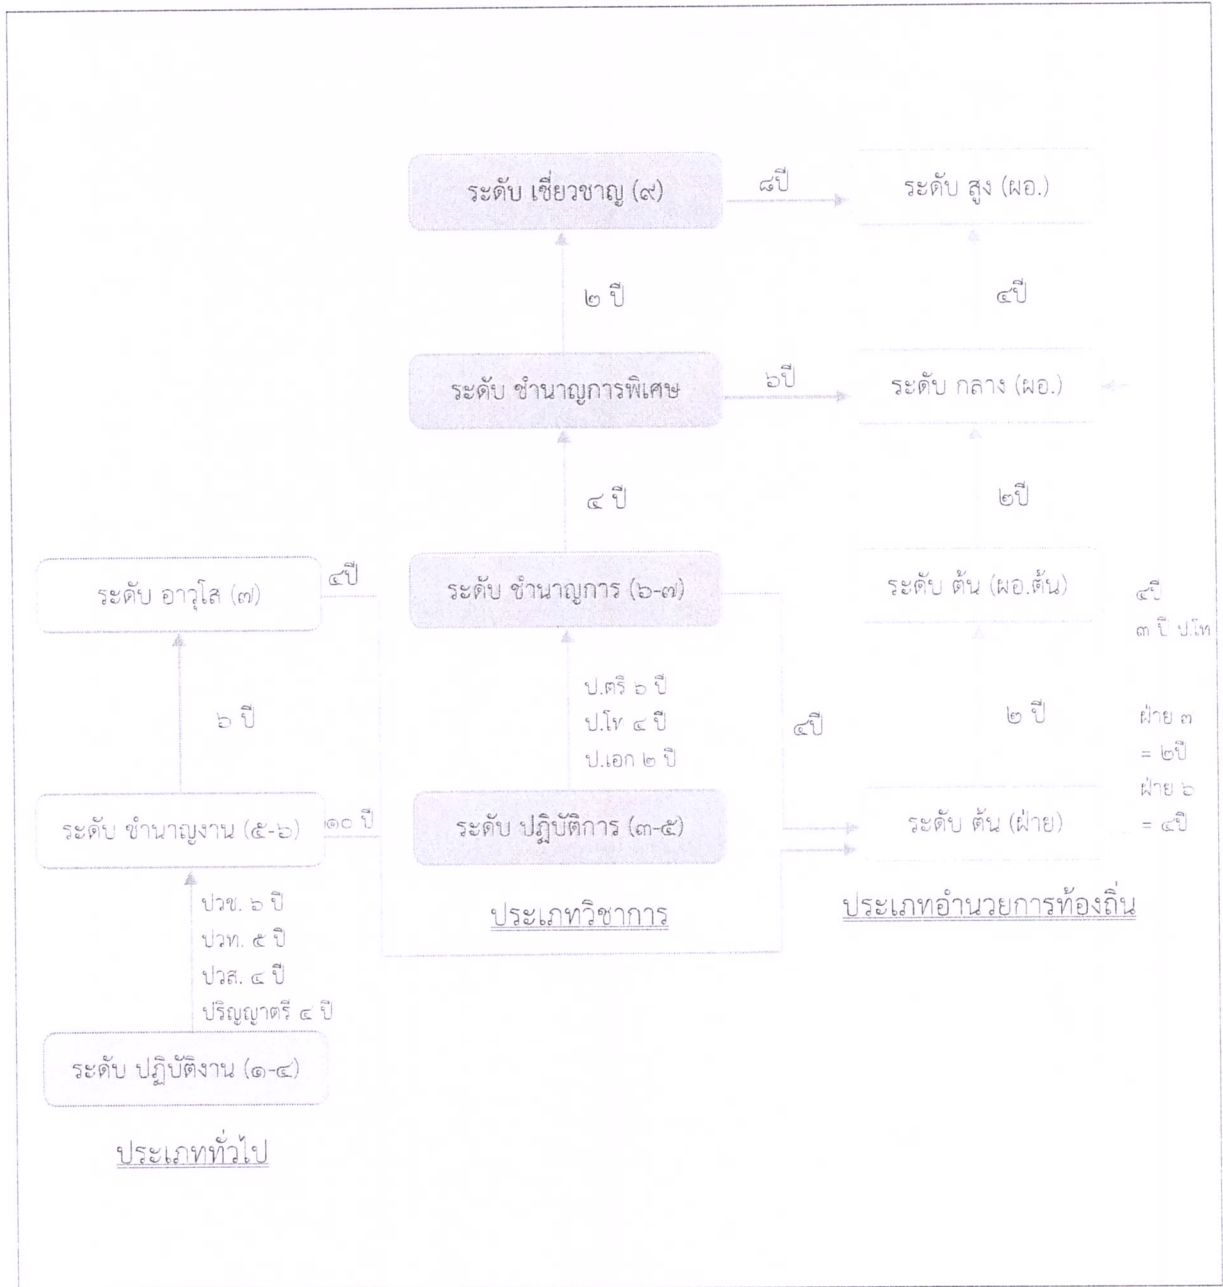 ระดับ เชี่ยวชาญ (๙)
๘ปี
ระดับ สูง (ผอ.)
๒ ปี
๔ปี
ระดับ ชำนาญการพิเศษ
๖ปี
ระดับ กลาง (ผอ.)
๔ ปี
๒ปี
ระดับ อาวุโส (๗)
๔ปี
ระดับ ชำนาญการ (๖-๗)
ระดับ ต้น (ผอ.ต้น)
๔ปี
๓ ปี ป.โท
๖ ปี
ป.ตรี ๖ ปี
ป.โท ๔ ปี
ป.เอก ๒ ปี
๔ปี
๒ ปี
ฝ่าย ๓
= ๒ปี
ฝ่าย ๖
= ๔ปี
ระดับ ชำนาญงาน (๕-๖)
๑๐ ปี
ระดับ ปฏิบัติการ (๓-๕)
ระดับ ต้น (ฝ่าย)
ปวช. ๖ ปี
ปวท. ๕ ปี
ปวส. ๔ ปี
ปริญญาตรี ๔ ปี
ประเภทวิชาการ
ประเภทอำนวยการท้องถิ่น
ระดับ ปฏิบัติงาน (๑-๔)
ประเภททั่วไป